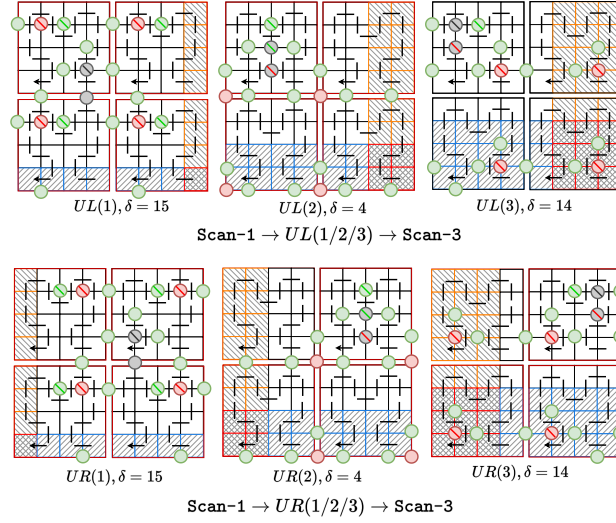 UL(1), δ = 15
UL(2), δ = 4
UL(3), δ = 14
Scan-1 → UL(1/2/3) → Scan-3
UR(1), δ = 15
UR(2), δ = 4
UR(3), δ = 14
Scan-1 → UR(1/2/3) → Scan-3